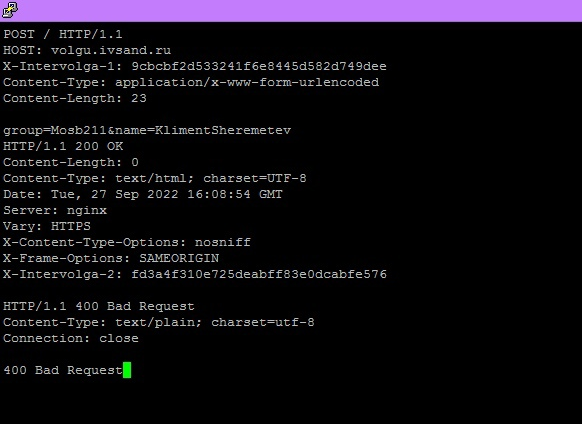 POST / HTTP/1.1
HOST: volgu.ivsand.ru
X-Intervolga-1: 9cbcbf2d533241f6e8445d582d749dee
Content-Type: application/x-www-form-urlencoded
Content-Length: 23

group=Mosb211&name=KlimentSheremetev
HTTP/1.1 200 OK
Content-Length: 0
Content-Type: text/html; charset=UTF-8
Date: Tue, 27 Sep 2022 16:08:54 GMT
Server: nginx
Vary: HTTPS
X-Content-Type-Options: nosniff
X-Frame-Options: SAMEORIGIN
X-Intervolga-2: fd3a4f310e725deabff83e0dcabfe576

HTTP/1.1 400 Bad Request
Content-Type: text/plain; charset=utf-8
Connection: close

400 Bad Request